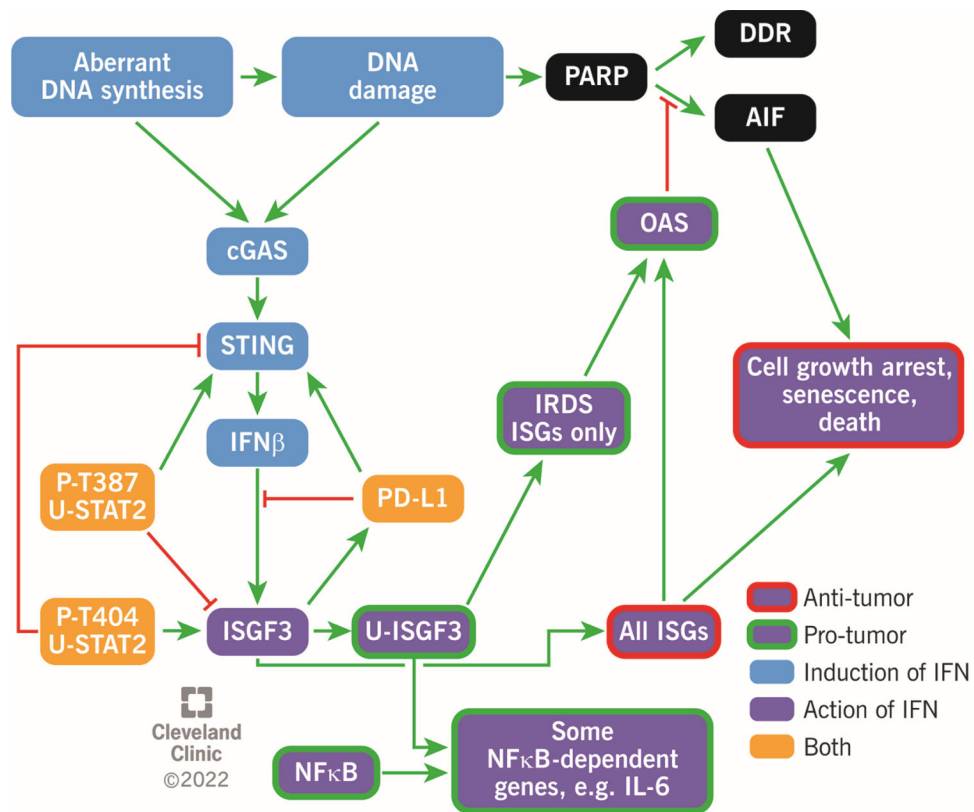 Aberrant
DNA synthesis
DNA
damage
PARP
DDR
AIF
OAS
cGAS
STING
IFNβ
IRDS
ISGs only
Cell growth arrest,
senescence,
death
P-T387
U-STAT2
PD-L1
P-T404
U-STAT2
ISGF3
U-ISGF3
All ISGs
Anti-tumor
Pro-tumor
Induction of IFN
Action of IFN
Both
Cleveland
Clinic
©2022
NFκB
Some
NFκB-dependent
genes, e.g. IL-6